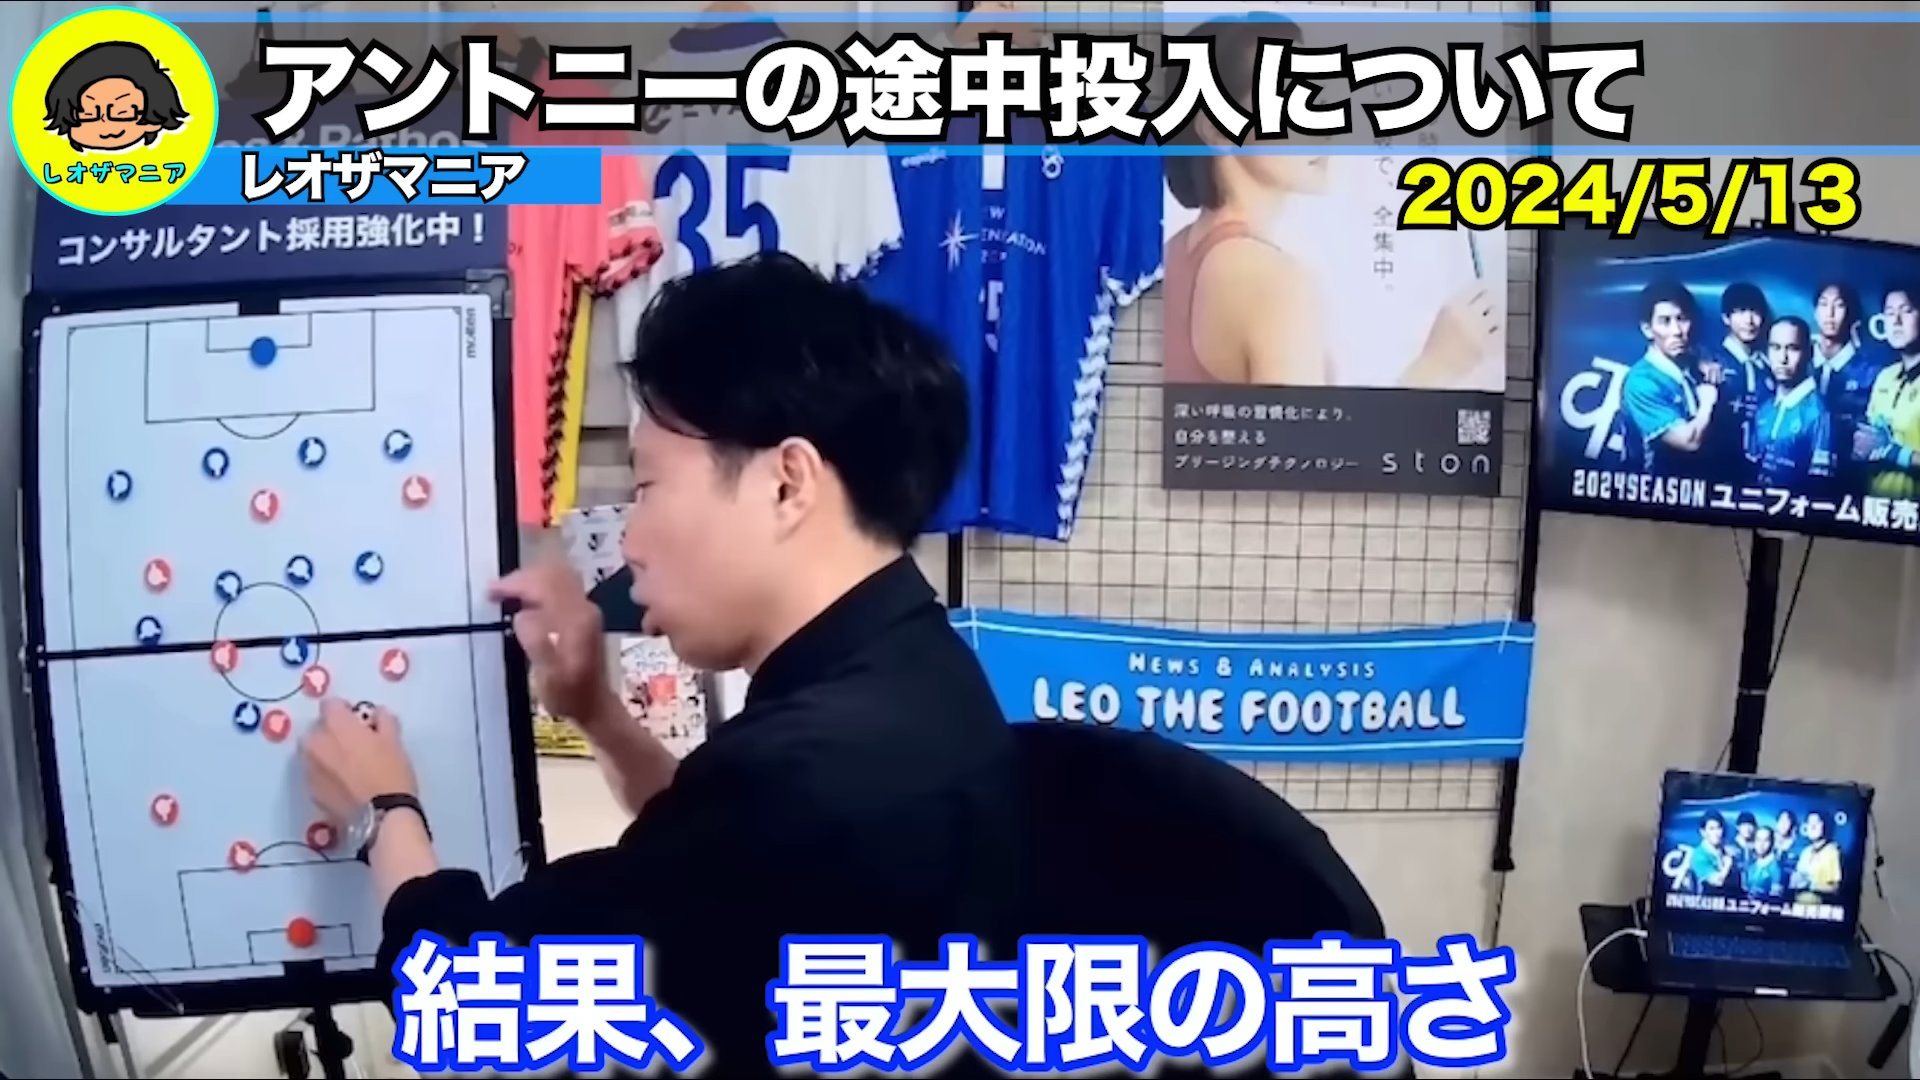 アントニーの途中投入について
レオザマニア
レオザマニア
2024/5/13
コンサルタント採用強化中！
35
全集中。
深い呼吸の習慣化により、
自分を整える
ブリージングテクノロジー ston
2024SEASON ユニフォーム販売
NEWS & ANALYSIS
LEO THE FOOTBALL
結果、最大限の高さ